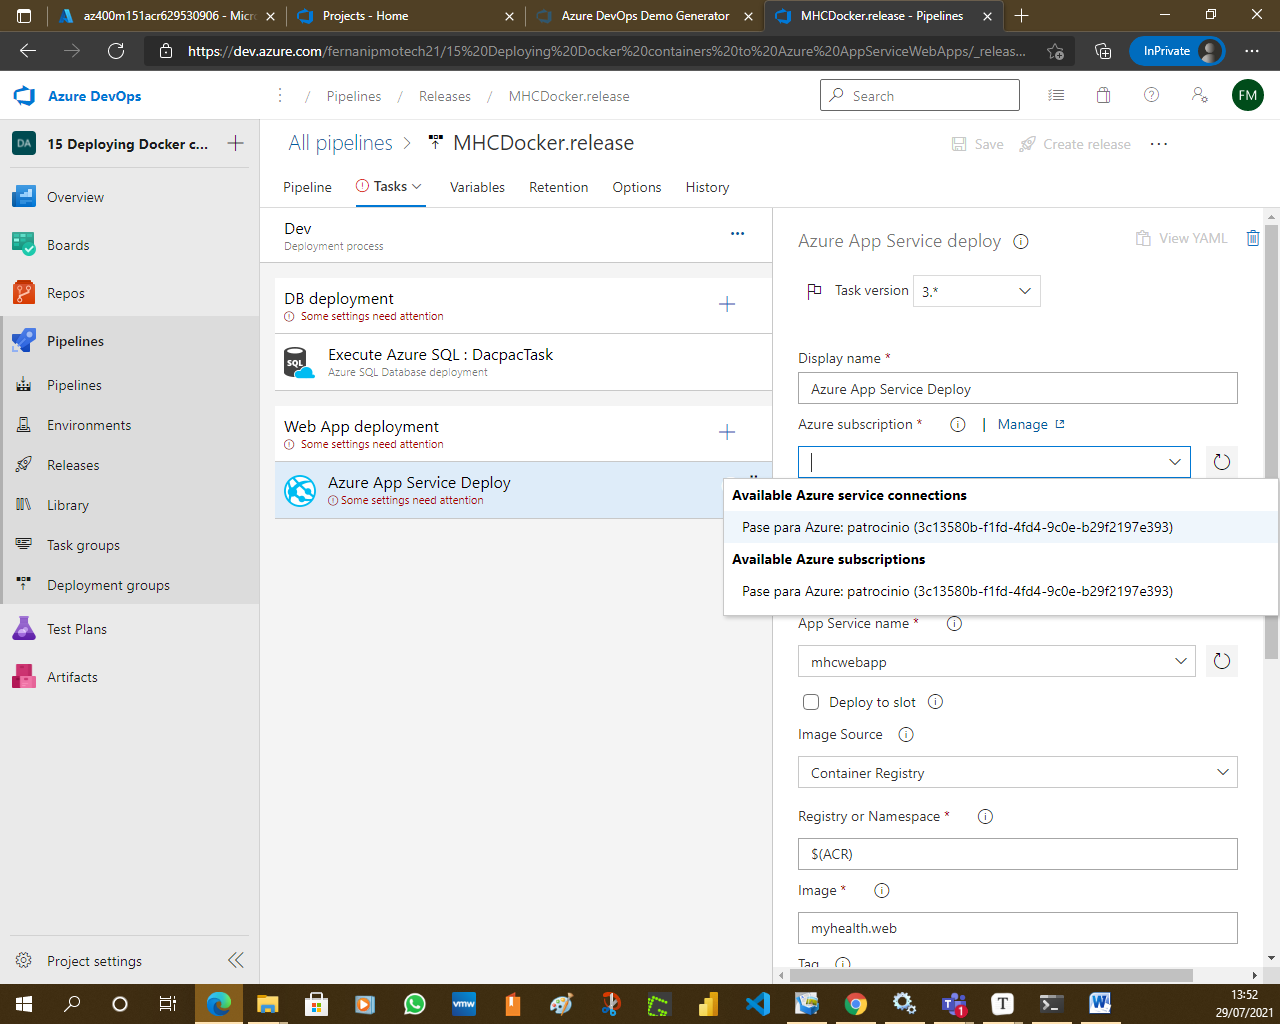 az400m151acr629530906 - Micro
Projects - Home
Azure DevOps Demo Generator
MHCDocker.release - Pipelines
https://dev.azure.com/fernanipmotech21/15%20Deploying%20Docker%20containers%20to%20Azure%20AppServiceWebApps/_releas...
InPrivate
Azure DevOps
/ Pipelines / Releases / MHCDocker.release
Search
FM
DA
15 Deploying Docker c...
All pipelines > MHCDocker.release
Save
Create release
Pipeline
Tasks
Variables
Retention
Options
History
Overview
Boards
Repos
Pipelines
Pipelines
Environments
Releases
Library
Task groups
Deployment groups
Test Plans
Artifacts
Project settings
Dev
Deployment process
DB deployment
Some settings need attention
SQL
Execute Azure SQL : DacpacTask
Azure SQL Database deployment
Web App deployment
Some settings need attention
Azure App Service Deploy
Some settings need attention
Azure App Service deploy
View YAML
Task version
3.*
Display name *
Azure App Service Deploy
Azure subscription *
| Manage
Available Azure service connections
Pase para Azure: patrocinio (3c13580b-f1fd-4fd4-9c0e-b29f2197e393)
Available Azure subscriptions
Pase para Azure: patrocinio (3c13580b-f1fd-4fd4-9c0e-b29f2197e393)
App Service name *
mhcwebapp
Deploy to slot
Image Source
Container Registry
Registry or Namespace *
$(ACR)
Image *
myhealth.web
Tag
vmw
1
T
W
13:52
29/07/2021